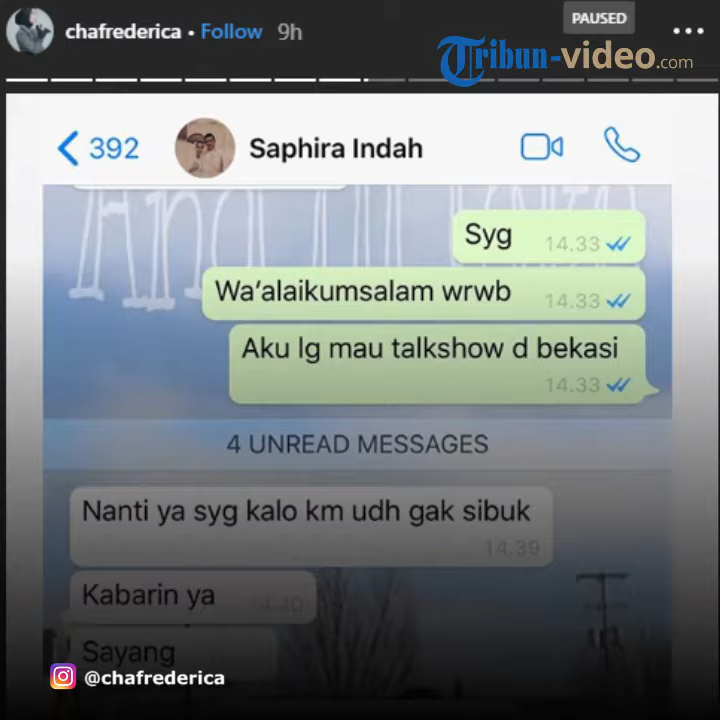 chafrederica • Follow 9h
PAUSED
Tribun-video.com
392
Saphira Indah
Syg 14.33
Wa'alaikumsalam wrwb 14.33
Aku lg mau talkshow d bekasi
14.33
4 UNREAD MESSAGES
Nanti ya syg kalo km udh gak sibuk
14.39
Kabarin ya 14.40
Sayang
@chafrederica